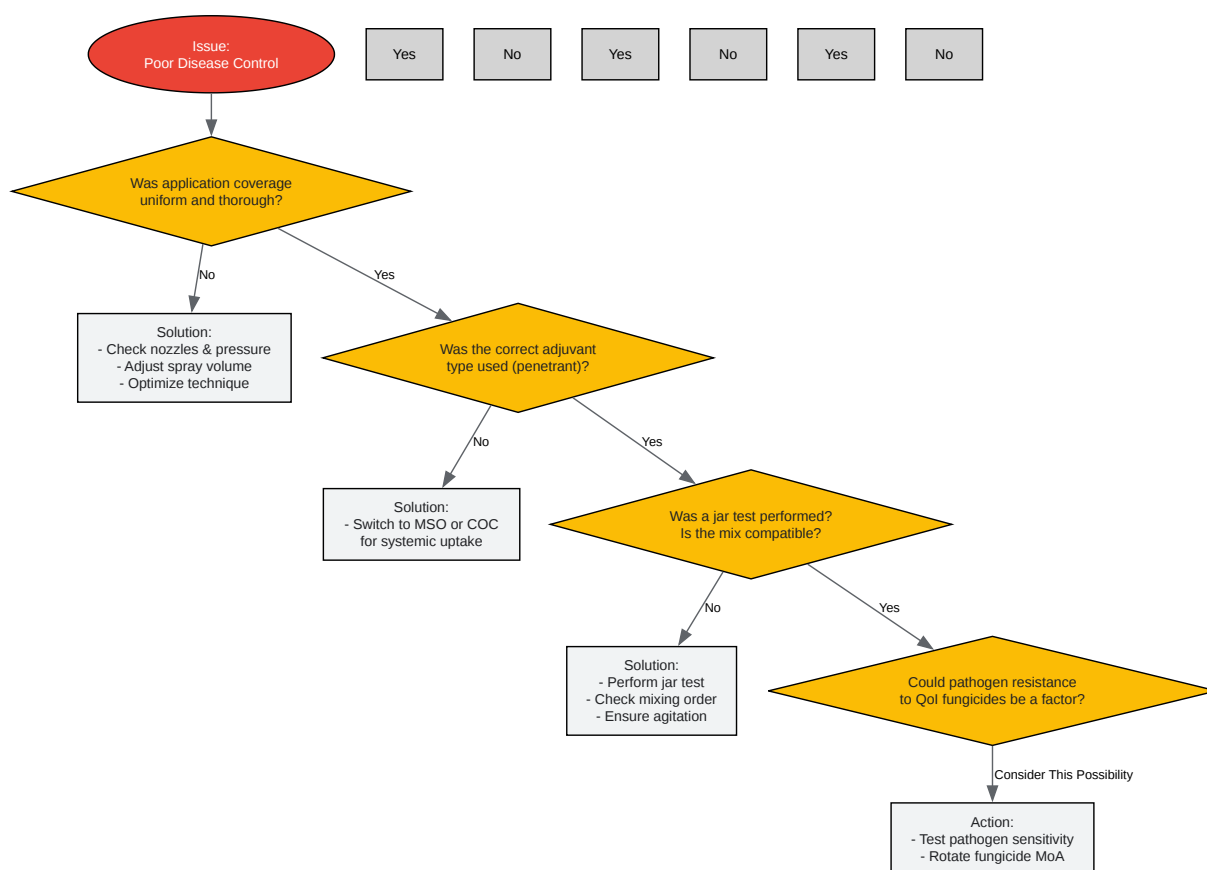 Issue:
Poor Disease Control
Yes
No
Yes
No
Yes
No
Was application coverage
uniform and thorough?
No
Yes
Solution:
- Check nozzles & pressure
- Adjust spray volume
- Optimize technique
Was the correct adjuvant
type used (penetrant)?
No
Yes
Solution:
- Switch to MSO or COC
for systemic uptake
Was a jar test performed?
Is the mix compatible?
No
Yes
Solution:
- Perform jar test
- Check mixing order
- Ensure agitation
Could pathogen resistance
to QoI fungicides be a factor?
Consider This Possibility
Action:
- Test pathogen sensitivity
- Rotate fungicide MoA